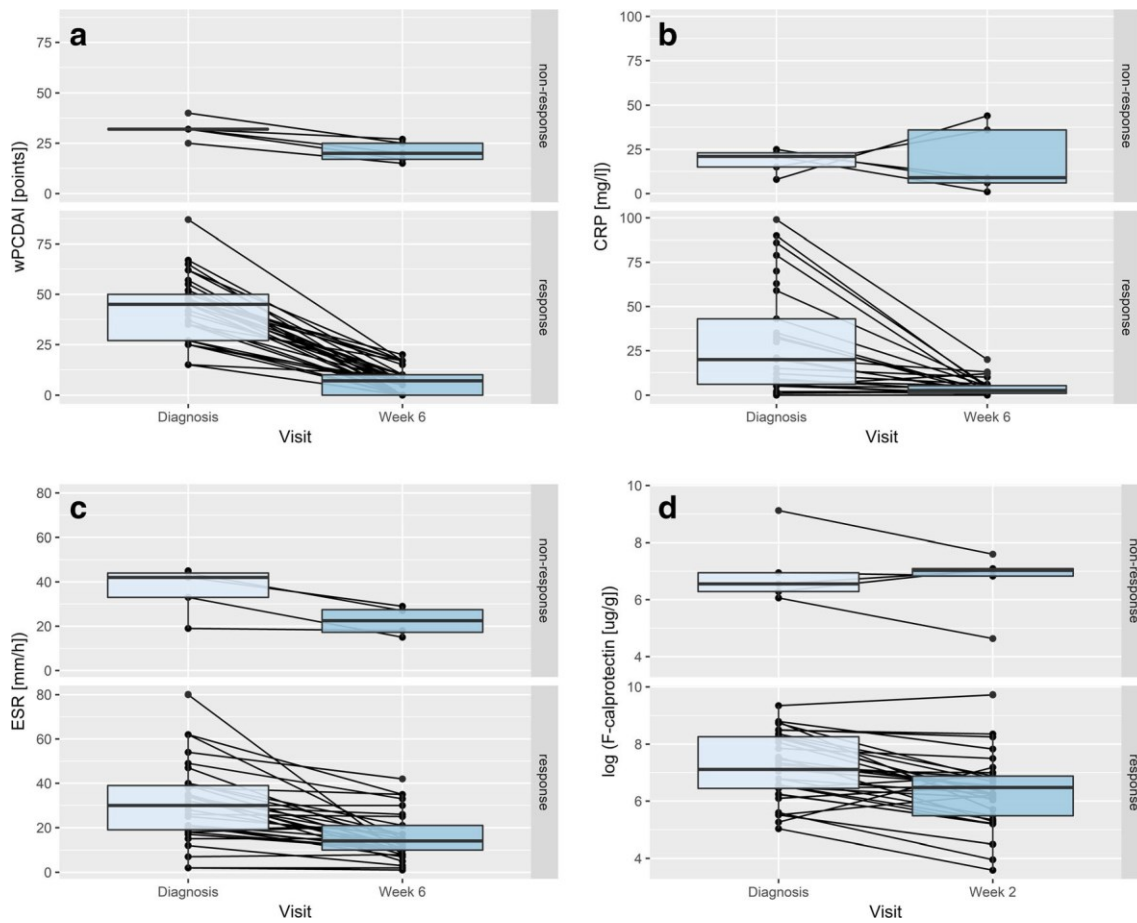 a
wPCDAI [points])
75
50
25
0
non-response
75
50
25
0
response
Diagnosis Week 6
Visit
b
CRP [mg/l])
100
75
50
25
0
non-response
100
75
50
25
0
response
Diagnosis Week 6
Visit
c
ESR [mm/h])
80
60
40
20
0
non-response
80
60
40
20
0
response
Diagnosis Week 6
Visit
d
log (F-calprotectin [ug/g])
10
8
6
4
non-response
10
8
6
4
response
Diagnosis Week 2
Visit